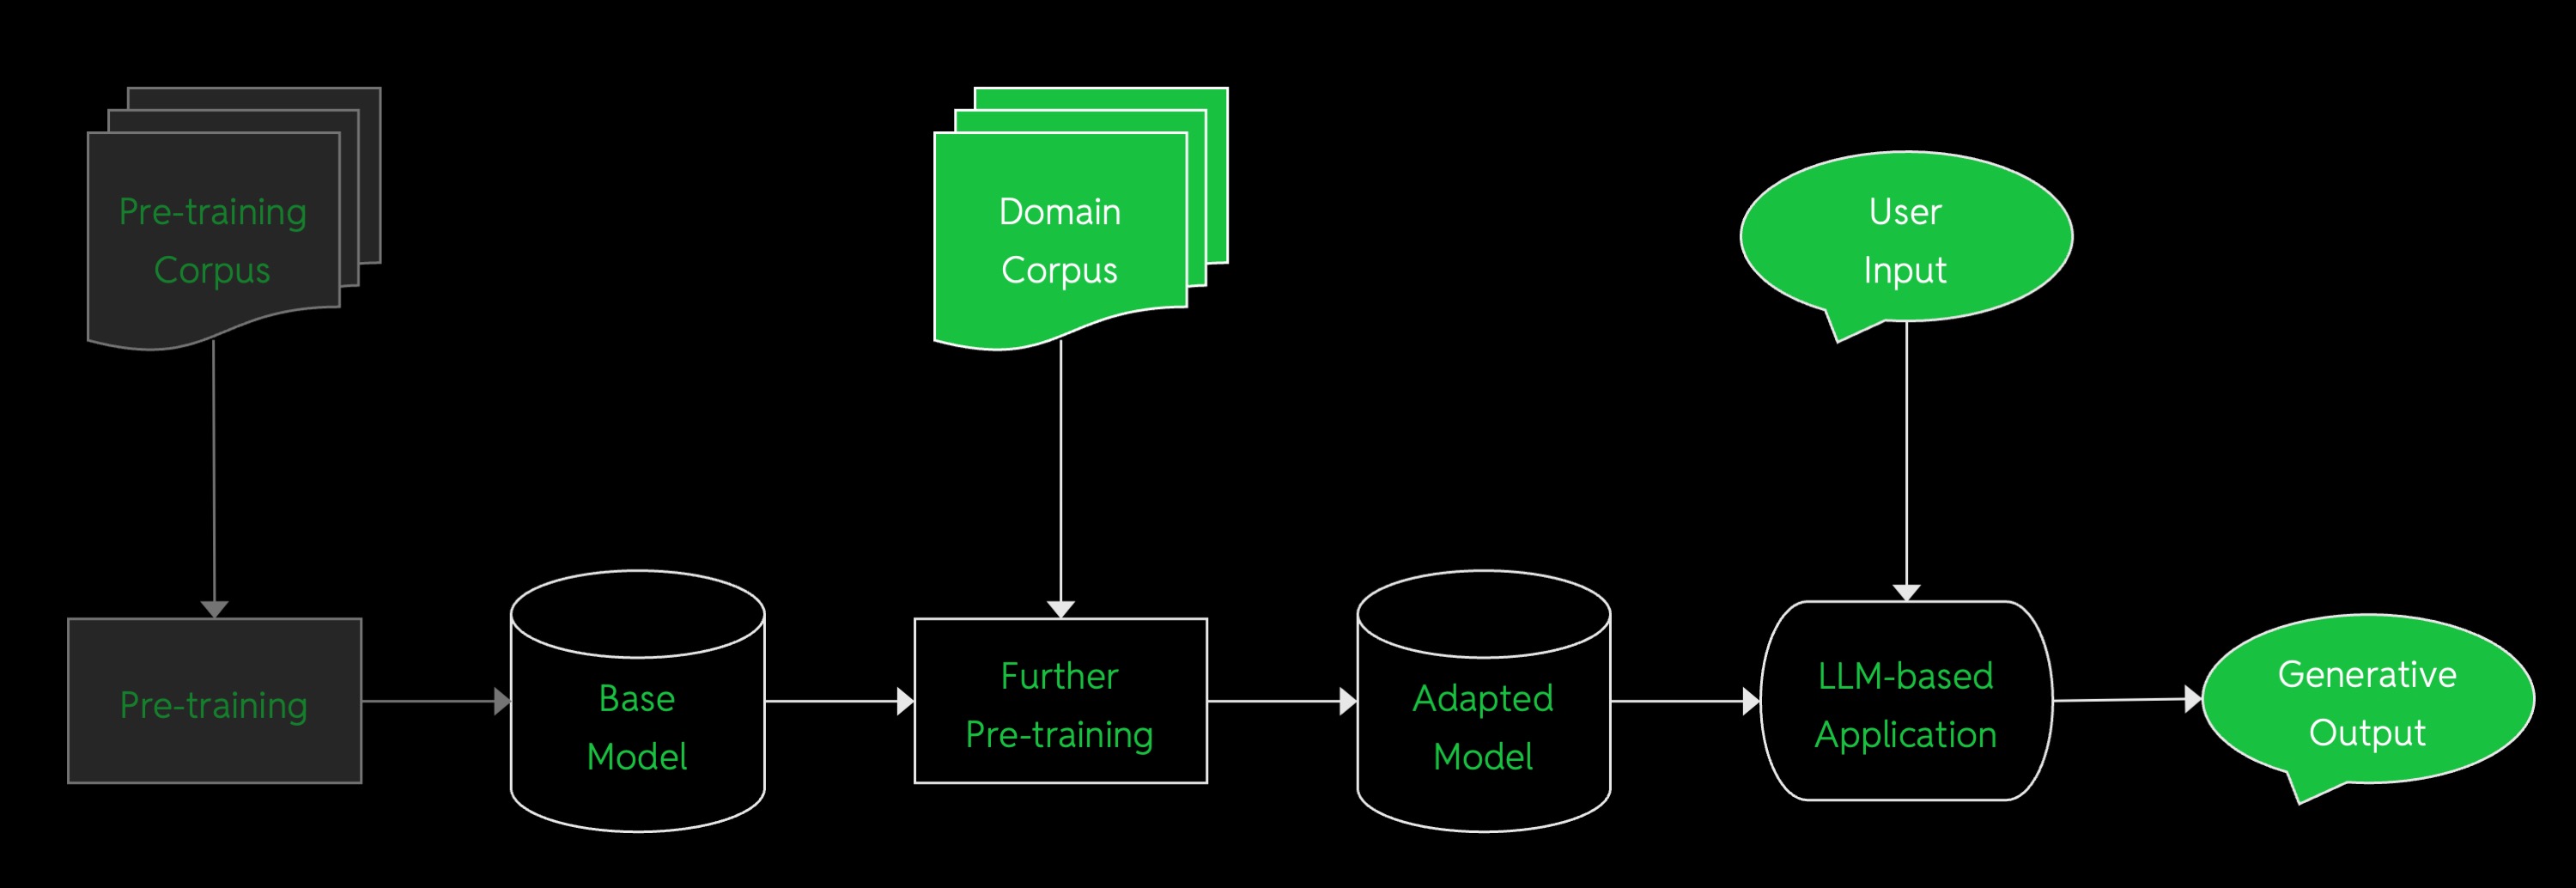 Pre-training
Corpus
Domain
Corpus
User
Input
Pre-training
Base
Model
Further
Pre-training
Adapted
Model
LLM-based
Application
Generative
Output